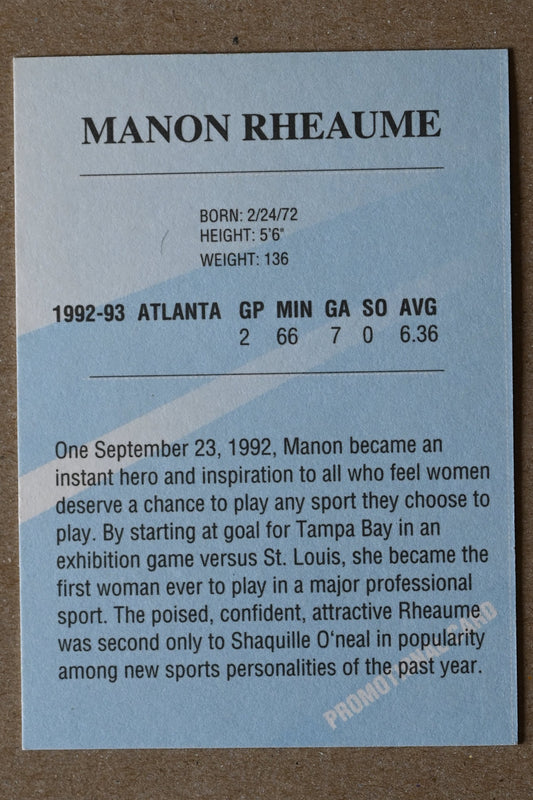 MANON RHEAUME
BORN: 2/24/72
HEIGHT: 5'6"
WEIGHT: 136
1992-93 ATLANTA GP MIN GA SO AVG
2 66 7 0 6.36
One September 23, 1992, Manon became an
instant hero and inspiration to all who feel women
deserve a chance to play any sport they choose to
play. By starting at goal for Tampa Bay in an
exhibition game versus St. Louis, she became the
first woman ever to play in a major professional
sport. The poised, confident, attractive Rheaume
was second only to Shaquille O'neal in popularity
among new sports personalities of the past year.
PROMOTIONAL CARD